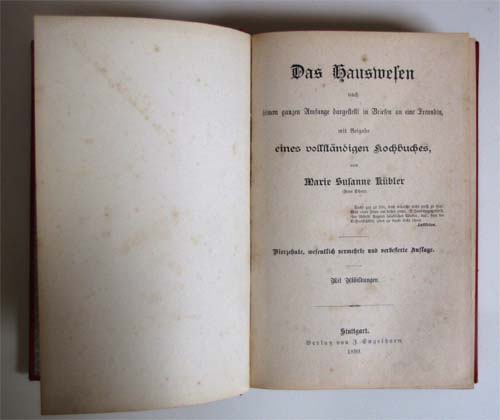 Das Hauswesen
nach
seinem ganzen Umfange dargestellt in Briefen an eine Freundin,
mit Beigabe
eines vollständigen Kochbuches,
von
Marie Susanne Kübler
Vierzehnte, wesentlich vermehrte und verbesserte Auflage.
Mit Abbildungen.
Stuttgart.
Verlag von J. Engelhorn